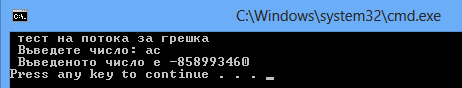 C:\Windows\system32\cmd.exe
тест на потока за грешка
Въведете число: ас
Въведеното число е -858993460
Press any key to continue . . . _